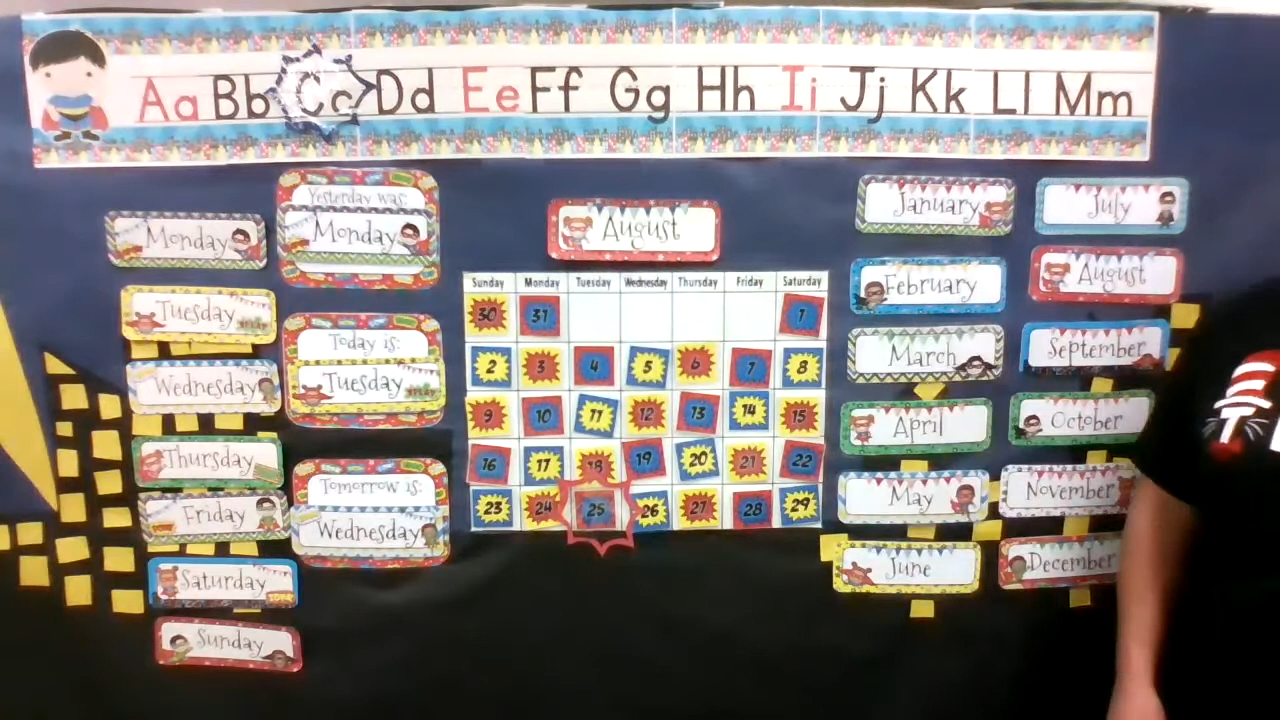 Aa Bb Cc Dd Ee Ff Gg Hh Ii Jj Kk Ll Mm
Monday
Tuesday
Wednesday
Thursday
Friday
Saturday
Sunday
Yesterday was:
Monday
Today is:
Tuesday
Tomorrow is:
Wednesday
August
Sunday Monday Tuesday Wednesday Thursday Friday Saturday
30 31 1
2 3 4 5 6 7 8
9 10 11 12 13 14 15
16 17 18 19 20 21 22
23 24 25 26 27 28 29
January
February
March
April
May
June
July
August
September
October
November
December